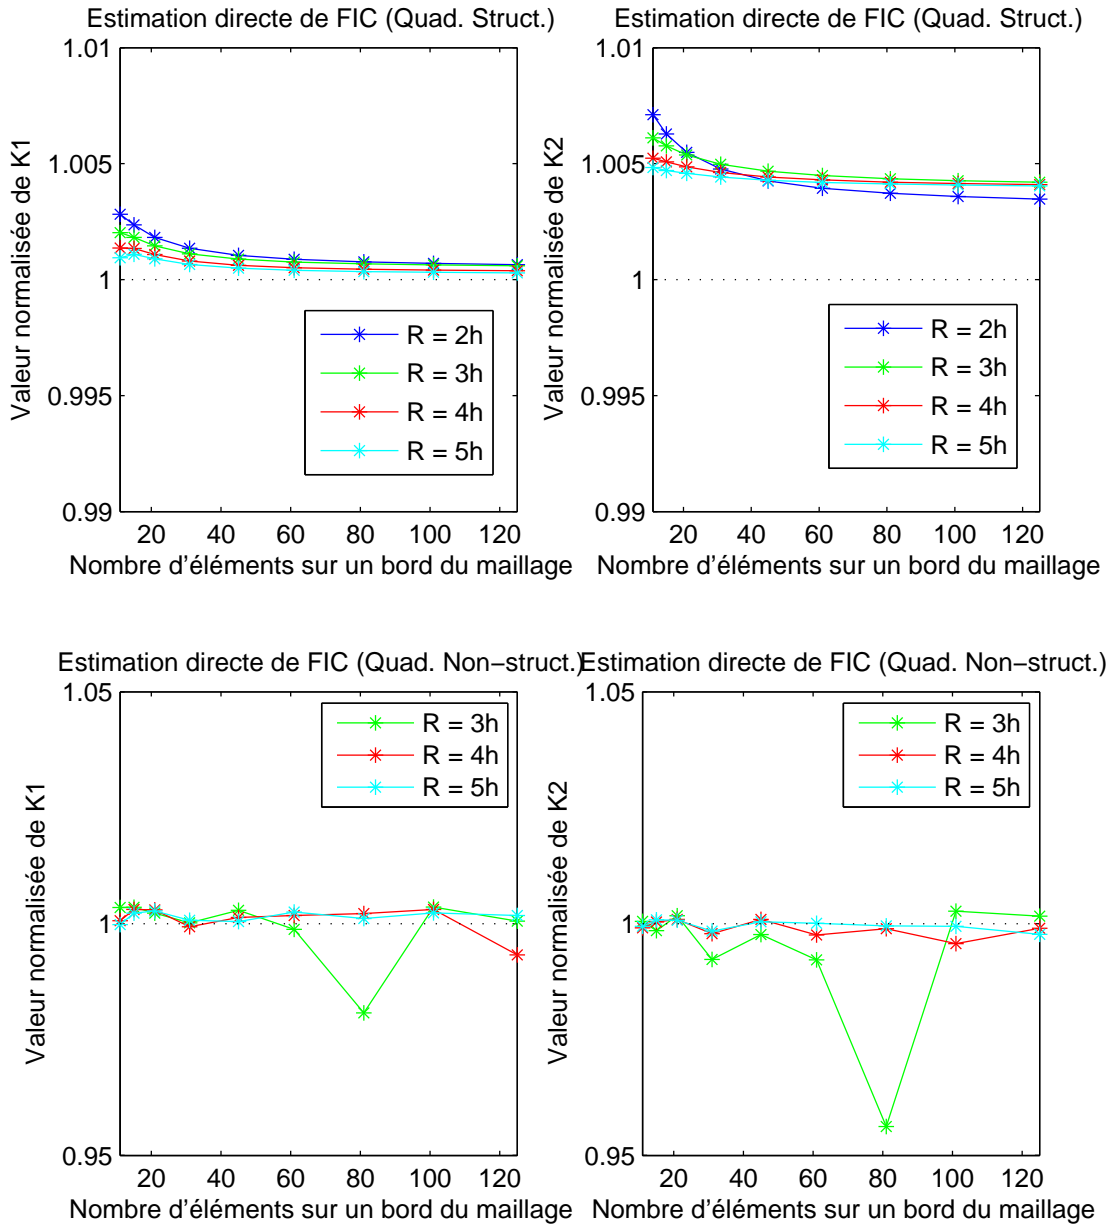 Estimation directe de FIC (Quad. Struct.)
1.01
1.005
1
0.995
0.99
Valeur normalisée de K1
R = 2h
R = 3h
R = 4h
R = 5h
20 40 60 80 100 120
Nombre d’éléments sur un bord du maillage
Estimation directe de FIC (Quad. Struct.)
1.01
1.005
1
0.995
0.99
Valeur normalisée de K2
R = 2h
R = 3h
R = 4h
R = 5h
20 40 60 80 100 120
Nombre d’éléments sur un bord du maillage
Estimation directe de FIC (Quad. Non−struct.)
1.05
1
0.95
Valeur normalisée de K1
R = 3h
R = 4h
R = 5h
20 40 60 80 100 120
Nombre d’éléments sur un bord du maillage
Estimation directe de FIC (Quad. Non−struct.)
1.05
1
0.95
Valeur normalisée de K2
R = 3h
R = 4h
R = 5h
20 40 60 80 100 120
Nombre d’éléments sur un bord du maillage